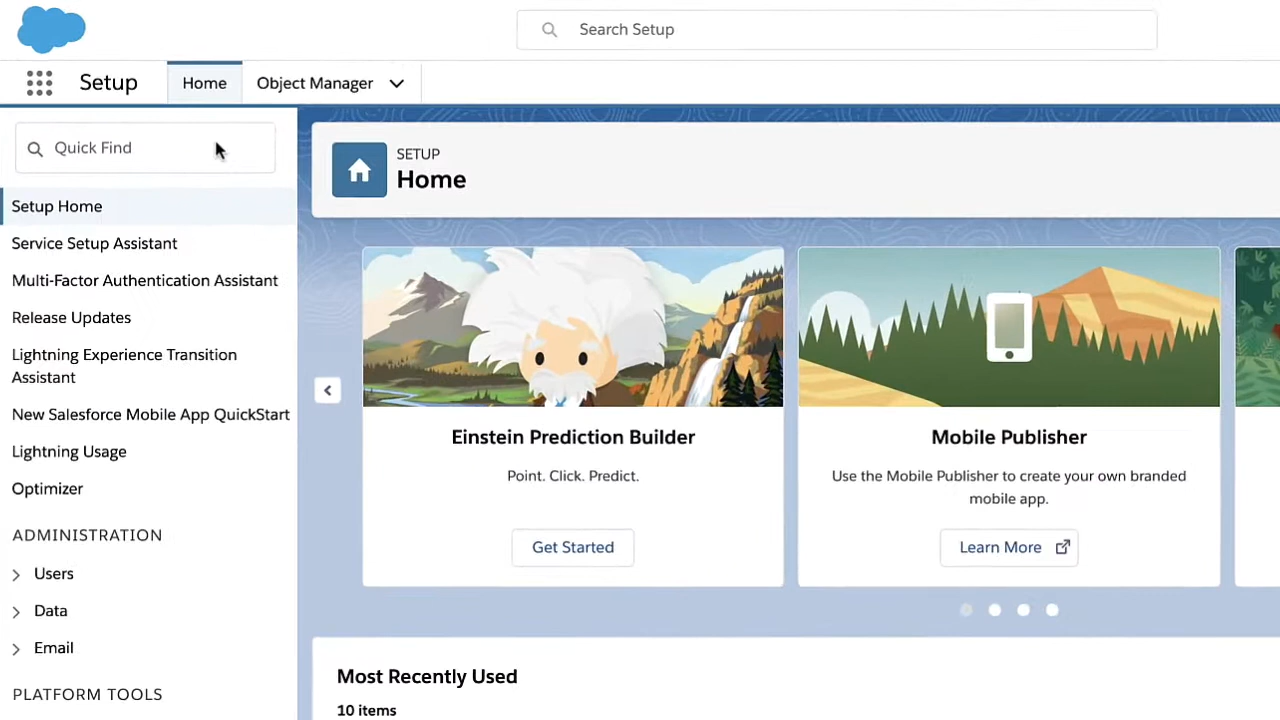 Search Setup
Setup
Home
Object Manager
Quick Find
Setup Home
Service Setup Assistant
Multi-Factor Authentication Assistant
Release Updates
Lightning Experience Transition
Assistant
New Salesforce Mobile App QuickStart
Lightning Usage
Optimizer
ADMINISTRATION
Users
Data
Email
PLATFORM TOOLS
SETUP
Home
Einstein Prediction Builder
Point. Click. Predict.
Get Started
Mobile Publisher
Use the Mobile Publisher to create your own branded
mobile app.
Learn More
Most Recently Used
10 items